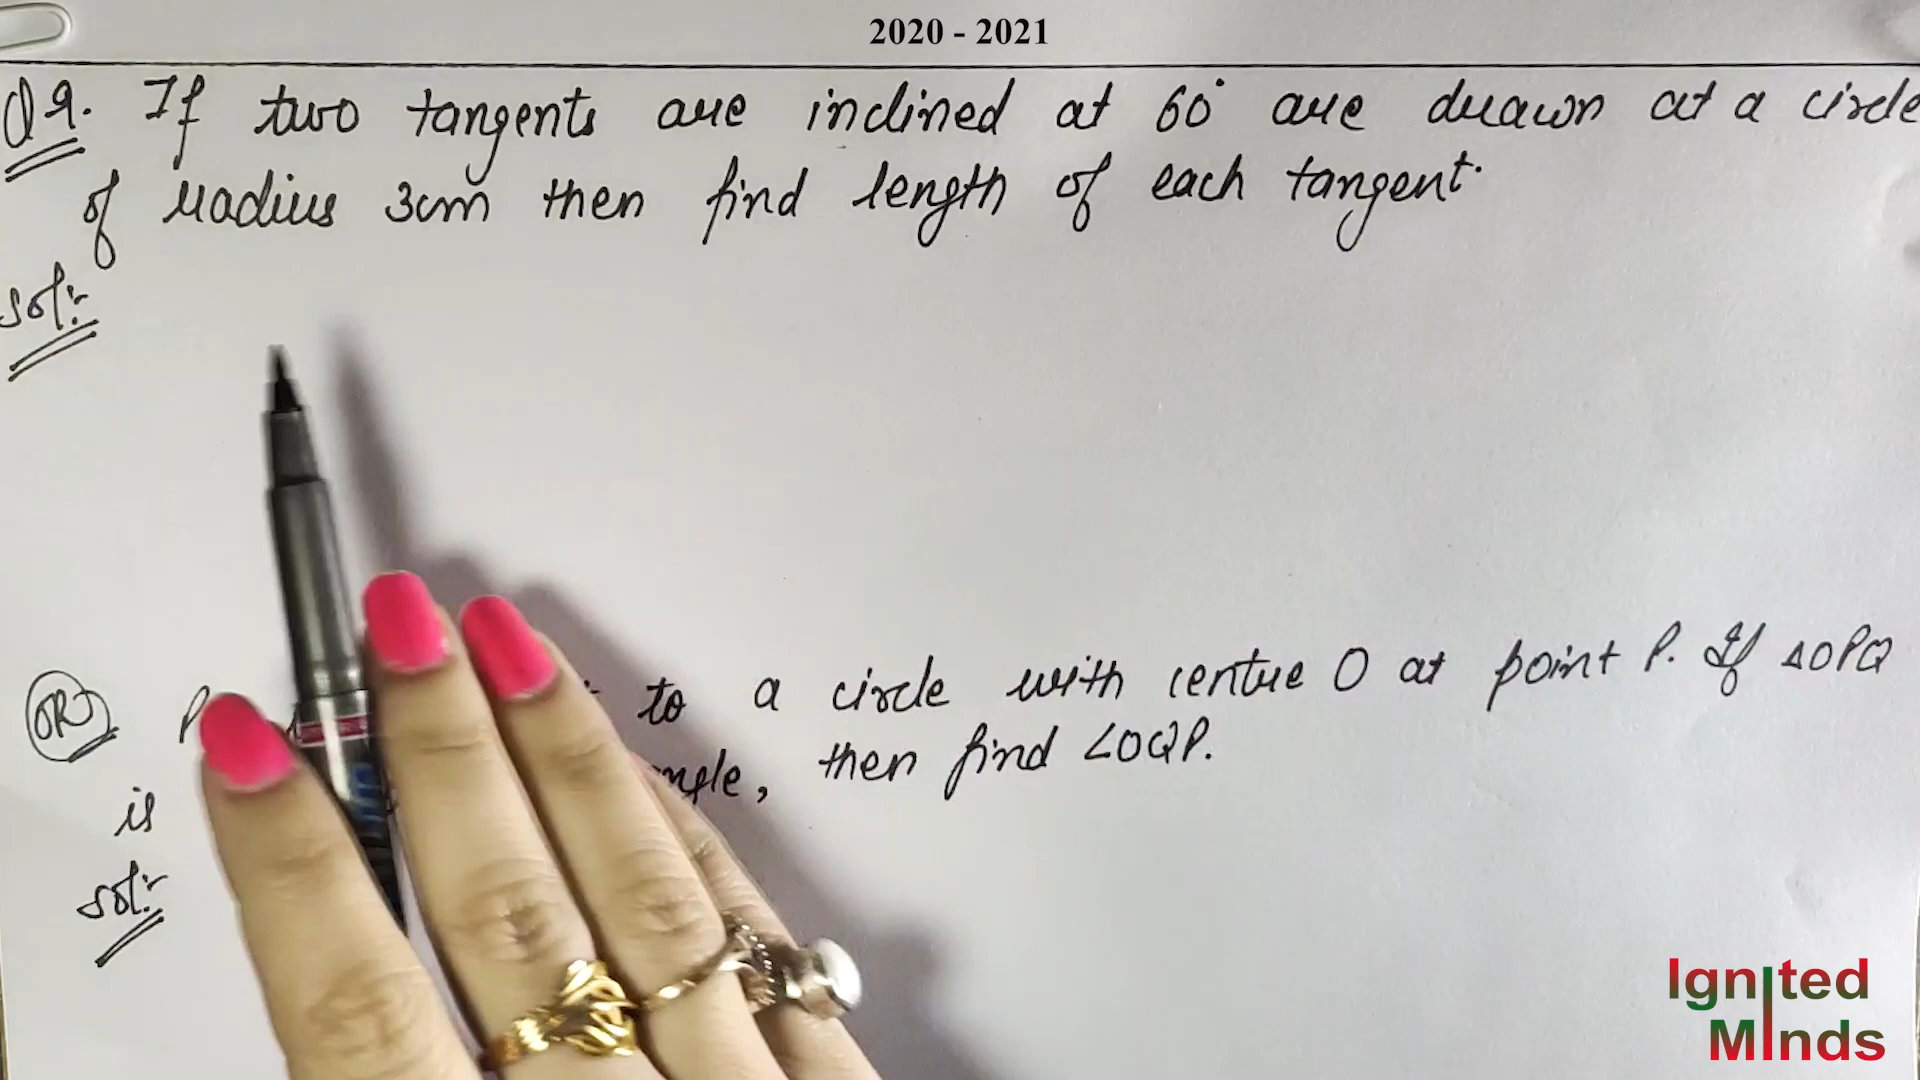 2020 - 2021
Q9. If two tangents are inclined at 60° are drawn at a circle
of radius 3cm then find length of each tangent.
Sol:-
(OR) P to a circle with centre O at point P. If △OPQ
is , then find ∠OQP.
Sol:-
Ignited
Minds